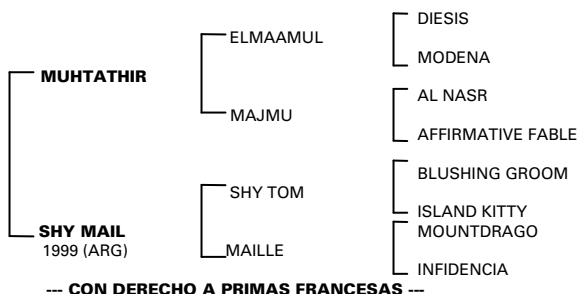 DIESIS
ELMAAMUL
MODENA
MUHTATHIR
AL NASR
MAJMU
AFFIRMATIVE FABLE
BLUSHING GROOM
SHY TOM
ISLAND KITTY
SHY MAIL
MOUNTDRAGO
1999 (ARG)
MAILLE
INFIDENCIA
--- CON DERECHO A PRIMAS FRANCESAS ---